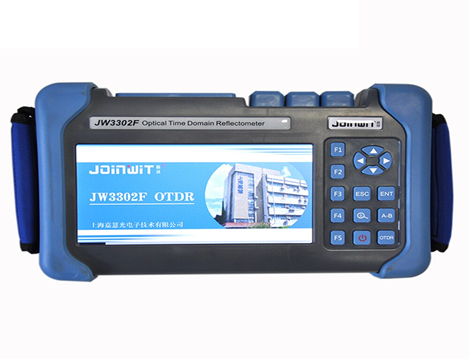 JW3302F Optical Time Domain Reflectometer
JOINWIT
JOINWIT
JW3302F OTDR
上海嘉慧光电子技术有限公司
F1
F2
F3 ESC ENT
F4 A-B
F5 OTDR